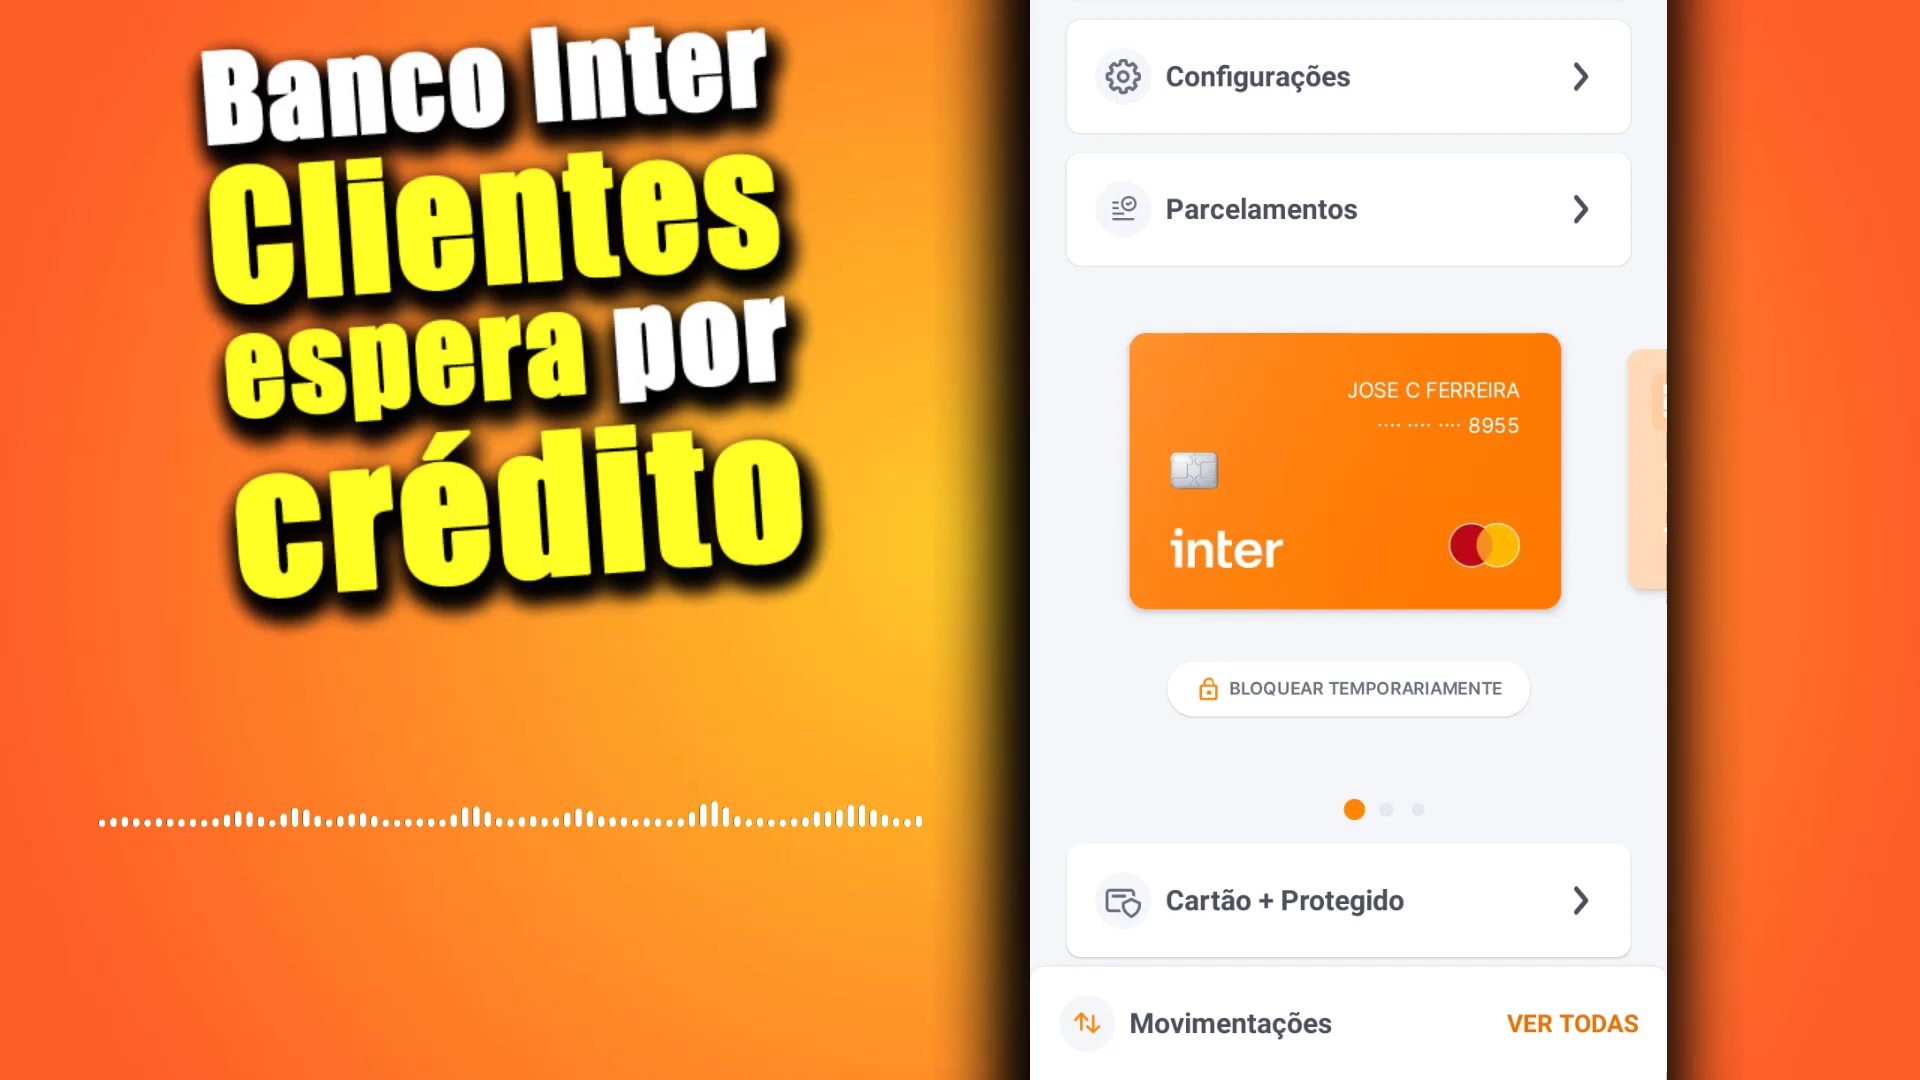 Banco Inter
Clientes
espera por
crédito
Configurações
Parcelamentos
JOSE C FERREIRA
.... .... .... 8955
inter
BLOQUEAR TEMPORARIAMENTE
Cartão + Protegido
Movimentações
VER TODAS